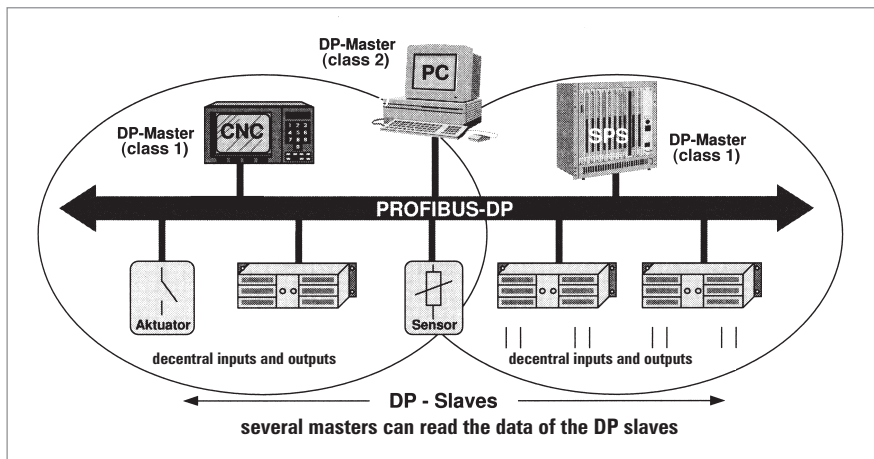 DP-Master
(class 2)
PC
DP-Master
(class 1)
CNC
SPS
DP-Master
(class 1)
PROFIBUS-DP
Aktuator
Sensor
decentral inputs and outputs
decentral inputs and outputs
DP - Slaves
several masters can read the data of the DP slaves